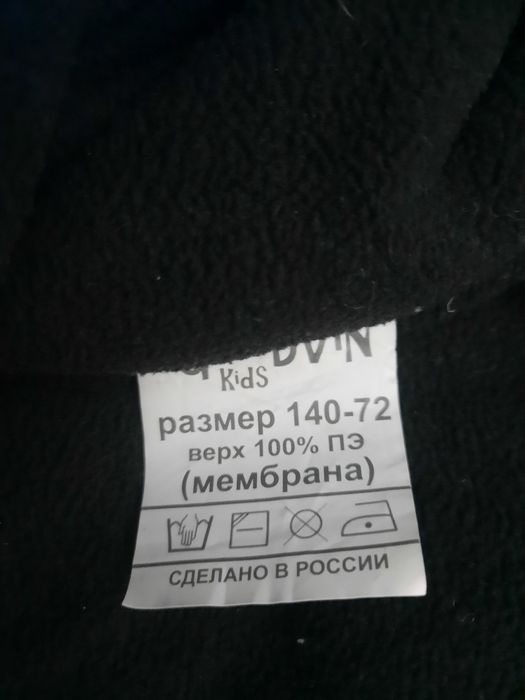 Kids
размер 140-72
верх 100% ПЭ
(мембрана)
СДЕЛАНО В РОССИИ